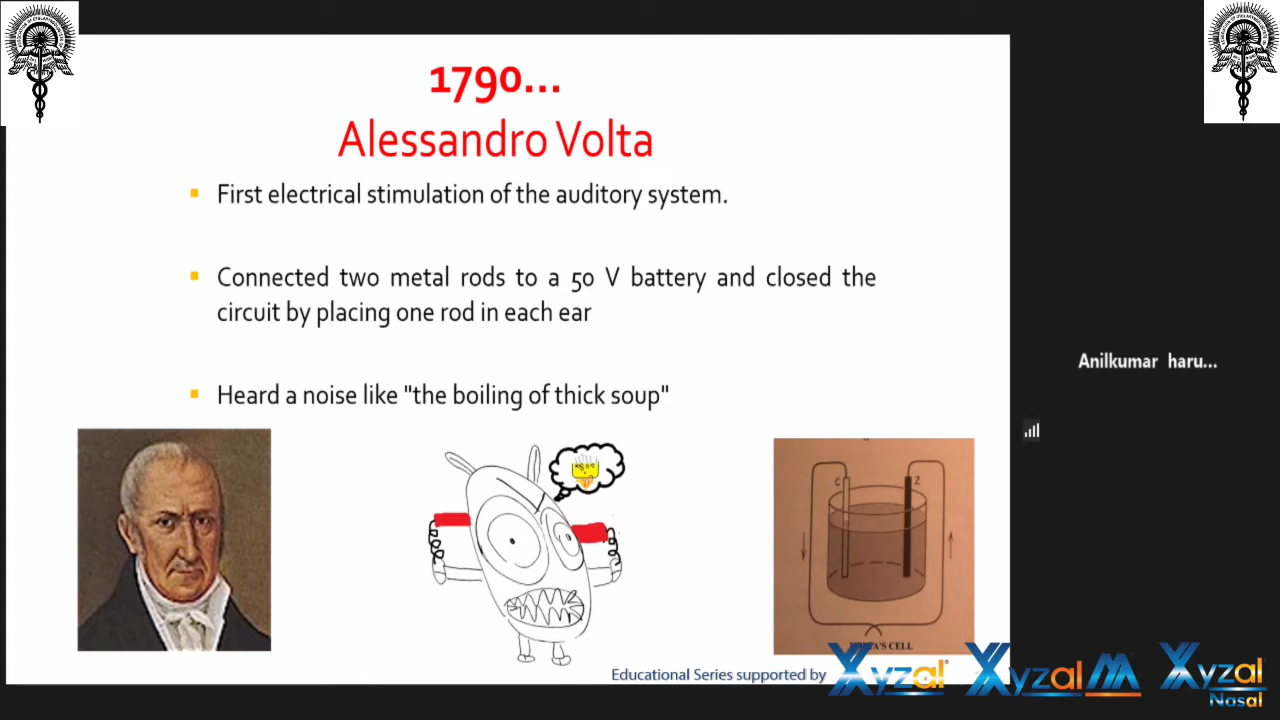 1790...
Alessandro Volta
First electrical stimulation of the auditory system.
Connected two metal rods to a 50 V battery and closed the
circuit by placing one rod in each ear
Heard a noise like "the boiling of thick soup"
Anilkumar haru...
C
Z
CELL
Educational Series supported by
Xyzal
Xyzal M
Xyzal
Nasal